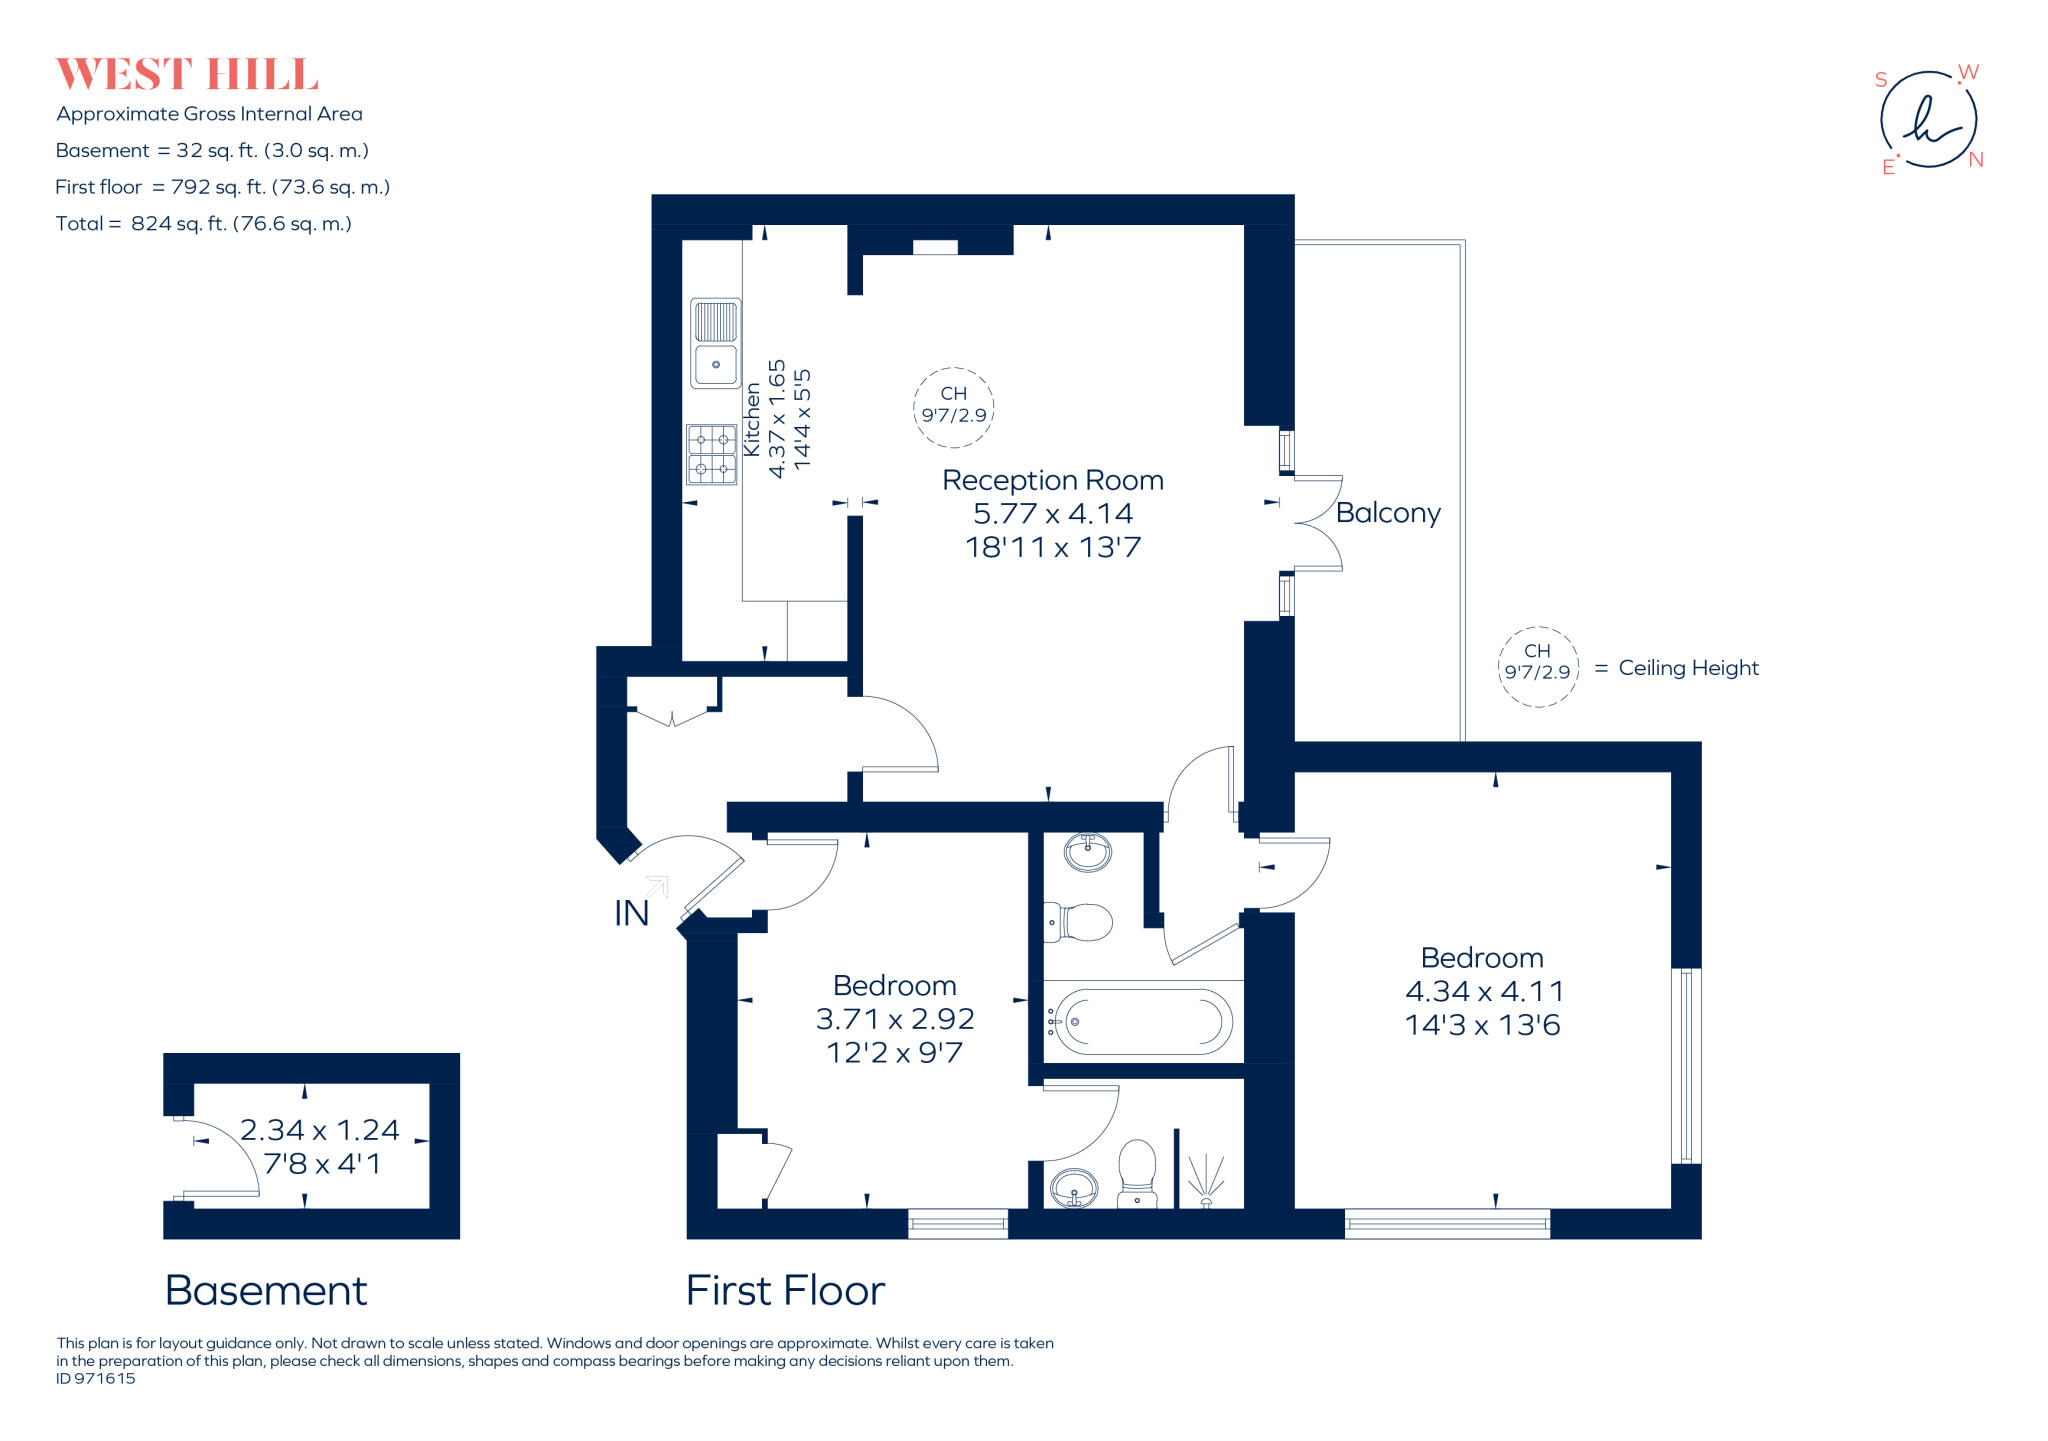 WEST HILL
Approximate Gross Internal Area
Basement = 32 sq. ft. (3.0 sq. m.)
First floor = 792 sq. ft. (73.6 sq. m.)
Total = 824 sq. ft. (76.6 sq. m.)
S
W
E
N
Kitchen
4.37 x 1.65
14'4 x 5'5
CH
9'7/2.9
Reception Room
5.77 x 4.14
18'11 x 13'7
Balcony
CH
9'7/2.9
= Ceiling Height
IN
Bedroom
3.71 x 2.92
12'2 x 9'7
Bedroom
4.34 x 4.11
14'3 x 13'6
2.34 x 1.24
7'8 x 4'1
Basement
First Floor
This plan is for layout guidance only. Not drawn to scale unless stated. Windows and door openings are approximate. Whilst every care is taken
in the preparation of this plan, please check all dimensions, shapes and compass bearings before making any decisions reliant upon them.
ID 971615